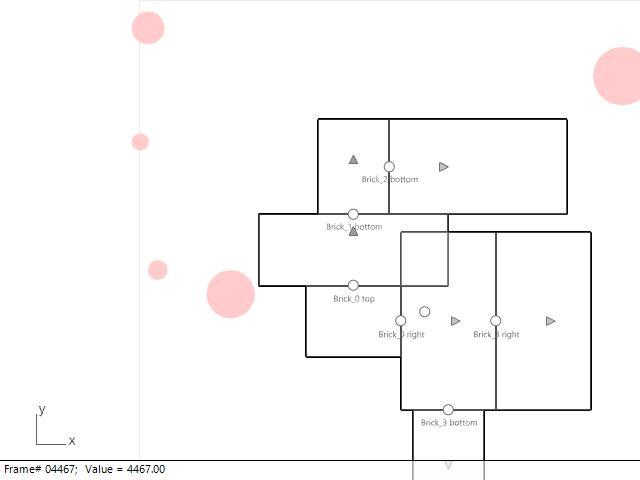 Brick_2 bottom
Brick_1 bottom
Brick_0 top
Brick_0 right
Brick_3 right
Brick_3 bottom
y
x
Frame# 04467; Value = 4467.00